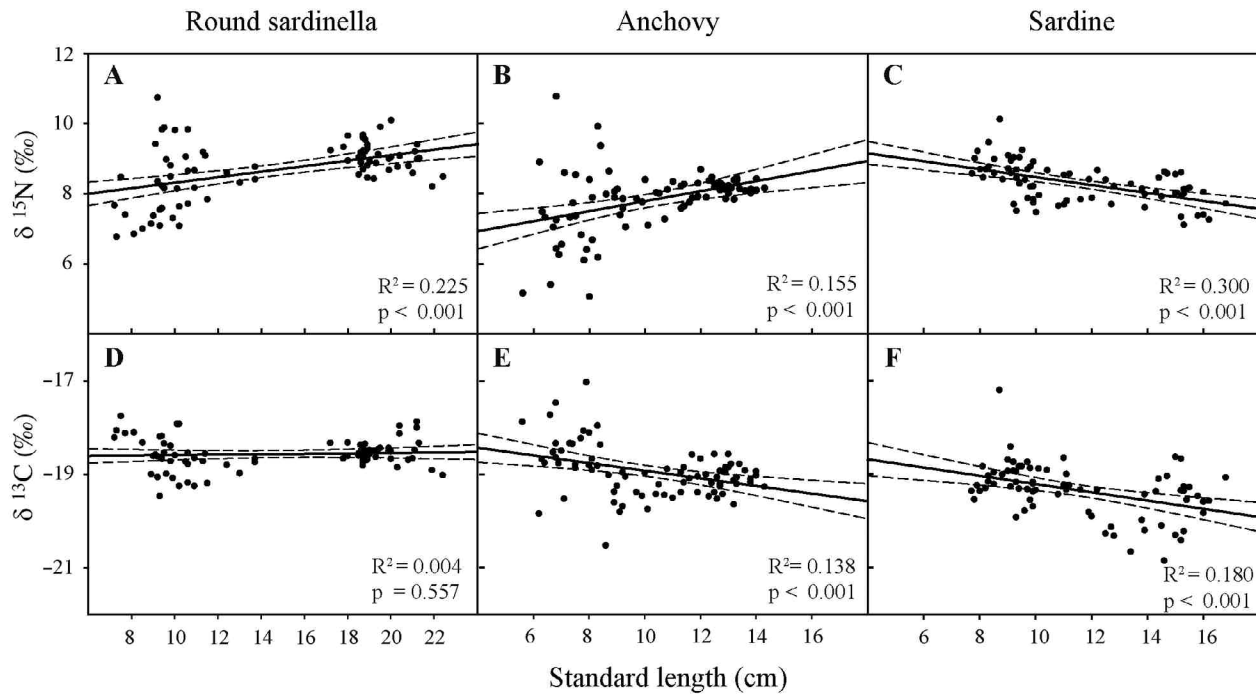 Round sardinella Anchovy Sardine
12
A B C
10
δ ¹⁵N (‰)
8
6
R² = 0.225 R² = 0.155 R² = 0.300
p < 0.001 p < 0.001 p < 0.001
D E F
−17
δ ¹³C (‰)
−19
−21
R² = 0.004 R² = 0.138 R² = 0.180
p = 0.557 p < 0.001 p < 0.001
8 10 12 14 16 18 20 22 6 8 10 12 14 16 6 8 10 12 14 16
Standard length (cm)